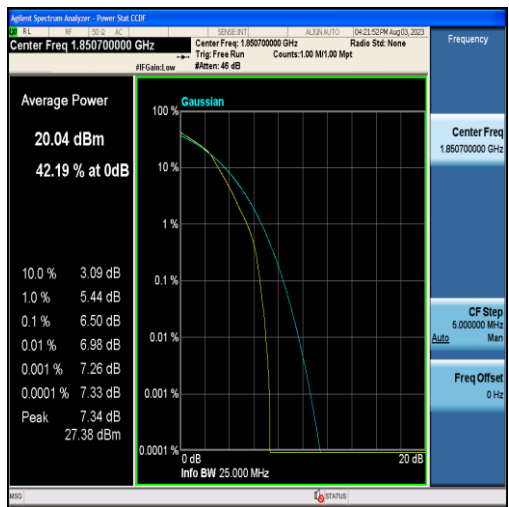 Agilent Spectrum Analyzer - Power Stat CCDF
RL RF 50 Ω AC SENSE:INT ALIGN AUTO 04:21:52 PM Aug 03, 2023
Center Freq 1.850700000 GHz
Center Freq: 1.850700000 GHz Radio Std: None
Trig: Free Run Counts:1.00 M/1.00 Mpt
#IFGain:Low #Atten: 46 dB
Frequency
Average Power
20.04 dBm
42.19 % at 0dB
10.0 % 3.09 dB
1.0 % 5.44 dB
0.1 % 6.50 dB
0.01 % 6.98 dB
0.001 % 7.26 dB
0.0001 % 7.33 dB
Peak 7.34 dB
27.38 dBm
Gaussian
100 %
10 %
1 %
0.1 %
0.01 %
0.001 %
0.0001 %
0 dB 20 dB
Info BW 25.000 MHz
Center Freq
1.850700000 GHz
CF Step
5.000000 MHz
Auto Man
Freq Offset
0 Hz
MSG STATUS